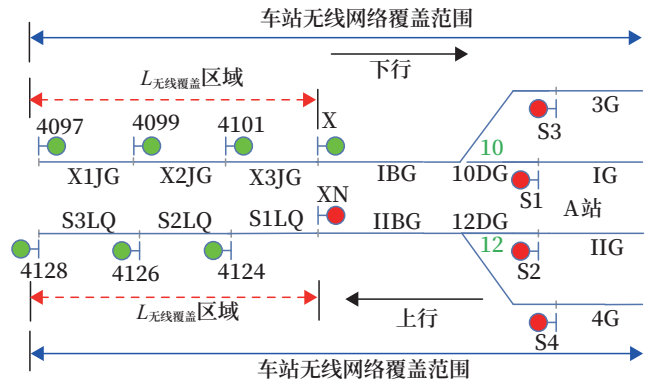 车站无线网络覆盖范围
下行
L无线覆盖区域
4097 4099 4101 X S3 3G
X1JG X2JG X3JG IBG 10 10DG S1 IG
A站
S3LQ S2LQ S1LQ XN IIBG 12DG IIG
4128 4126 4124 12 S2
L无线覆盖区域
上行 S4 4G
车站无线网络覆盖范围